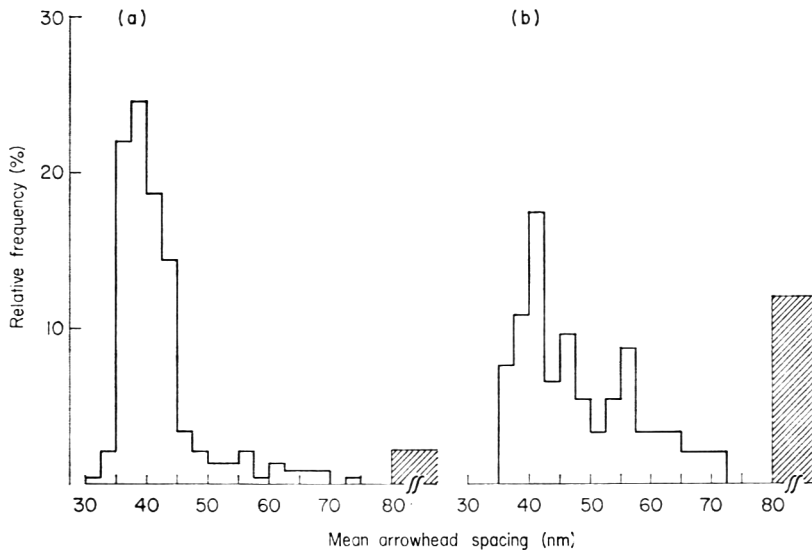 (a)
(b)
30
20
10
Relative frequency (%)
30 40 50 60 70 80
30 40 50 60 70 80
Mean arrowhead spacing (nm)